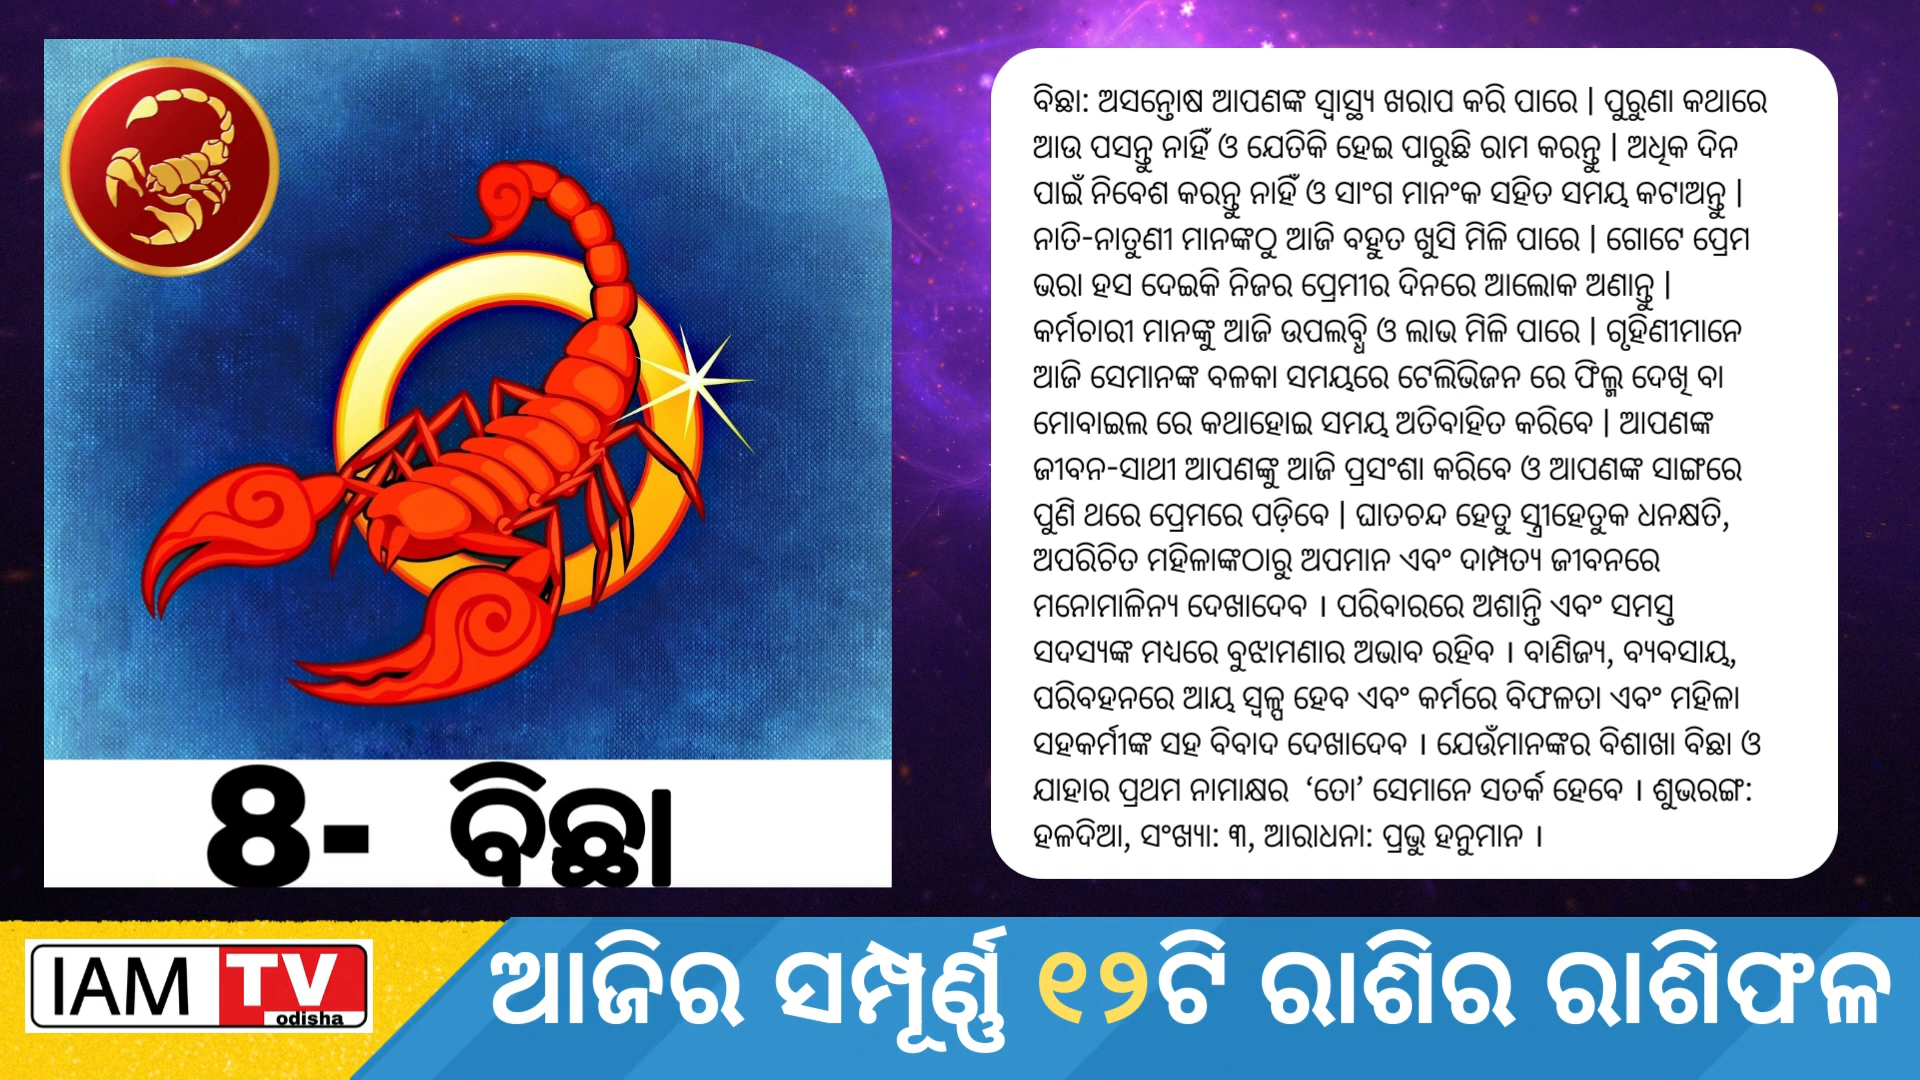 ବିଛା: ଅସନ୍ତୋଷ ଆପଣଙ୍କ ସ୍ୱାସ୍ଥ୍ୟ ଖରାପ କରି ପାରେ | ପୁରୁଣା କଥାରେ
ଆଉ ପସନ୍ତୁ ନାହିଁ ଓ ଯେତିକି ହେଇ ପାରୁଛି ରାମ କରନ୍ତୁ | ଅଧିକ ଦିନ
ପାଇଁ ନିବେଶ କରନ୍ତୁ ନାହିଁ ଓ ସାଂଗ ମାନଂକ ସହିତ ସମୟ କଟାଅନ୍ତୁ |
ନାତି-ନାତୁଣୀ ମାନଙ୍କଠୁ ଆଜି ବହୁତ ଖୁସି ମିଳି ପାରେ | ଗୋଟେ ପ୍ରେମ
ଭରା ହସ ଦେଇକି ନିଜର ପ୍ରେମୀର ଦିନରେ ଆଲୋକ ଅଣାନ୍ତୁ |
କର୍ମଚାରୀ ମାନଙ୍କୁ ଆଜି ଉପଲବ୍ଧି ଓ ଲାଭ ମିଳି ପାରେ | ଗୃହିଣୀମାନେ
ଆଜି ସେମାନଙ୍କ ବଳକା ସମୟରେ ଟେଲିଭିଜନ ରେ ଫିଲ୍ମ ଦେଖି ବା
ମୋବାଇଲ ରେ କଥାହୋଇ ସମୟ ଅତିବାହିତ କରିବେ | ଆପଣଙ୍କ
ଜୀବନ-ସାଥୀ ଆପଣଙ୍କୁ ଆଜି ପ୍ରସଂଶା କରିବେ ଓ ଆପଣଙ୍କ ସାଙ୍ଗରେ
ପୁଣି ଥରେ ପ୍ରେମରେ ପଡ଼ିବେ | ଘାତଚନ୍ଦ ହେତୁ ସ୍ତ୍ରୀହେତୁକ ଧନକ୍ଷତି,
ଅପରିଚିତ ମହିଳାଙ୍କଠାରୁ ଅପମାନ ଏବଂ ଦାମ୍ପତ୍ୟ ଜୀବନରେ
ମନୋମାଳିନ୍ୟ ଦେଖାଦେବ । ପରିବାରରେ ଅଶାନ୍ତି ଏବଂ ସମସ୍ତ
ସଦସ୍ୟଙ୍କ ମଧ୍ୟରେ ବୁଝାମଣାର ଅଭାବ ରହିବ । ବାଣିଜ୍ୟ, ବ୍ୟବସାୟ,
ପରିବହନରେ ଆୟ ସ୍ୱଳ୍ପ ହେବ ଏବଂ କର୍ମରେ ବିଫଳତା ଏବଂ ମହିଳା
ସହକର୍ମୀଙ୍କ ସହ ବିବାଦ ଦେଖାଦେବ । ଯେଉଁମାନଙ୍କର ବିଶାଖା ବିଛା ଓ
ଯାହାର ପ୍ରଥମ ନାମାକ୍ଷର ‘ତୋ’ ସେମାନେ ସତର୍କ ହେବେ । ଶୁଭରଙ୍ଗ:
ହଳଦିଆ, ସଂଖ୍ୟା: ୩, ଆରାଧନା: ପ୍ରଭୁ ହନୁମାନ ।
8- ବିଛା
IAM TV
odisha
ଆଜିର ସମ୍ପୂର୍ଣ୍ଣ ୧୨ଟି ରାଶିର ରାଶିଫଳ